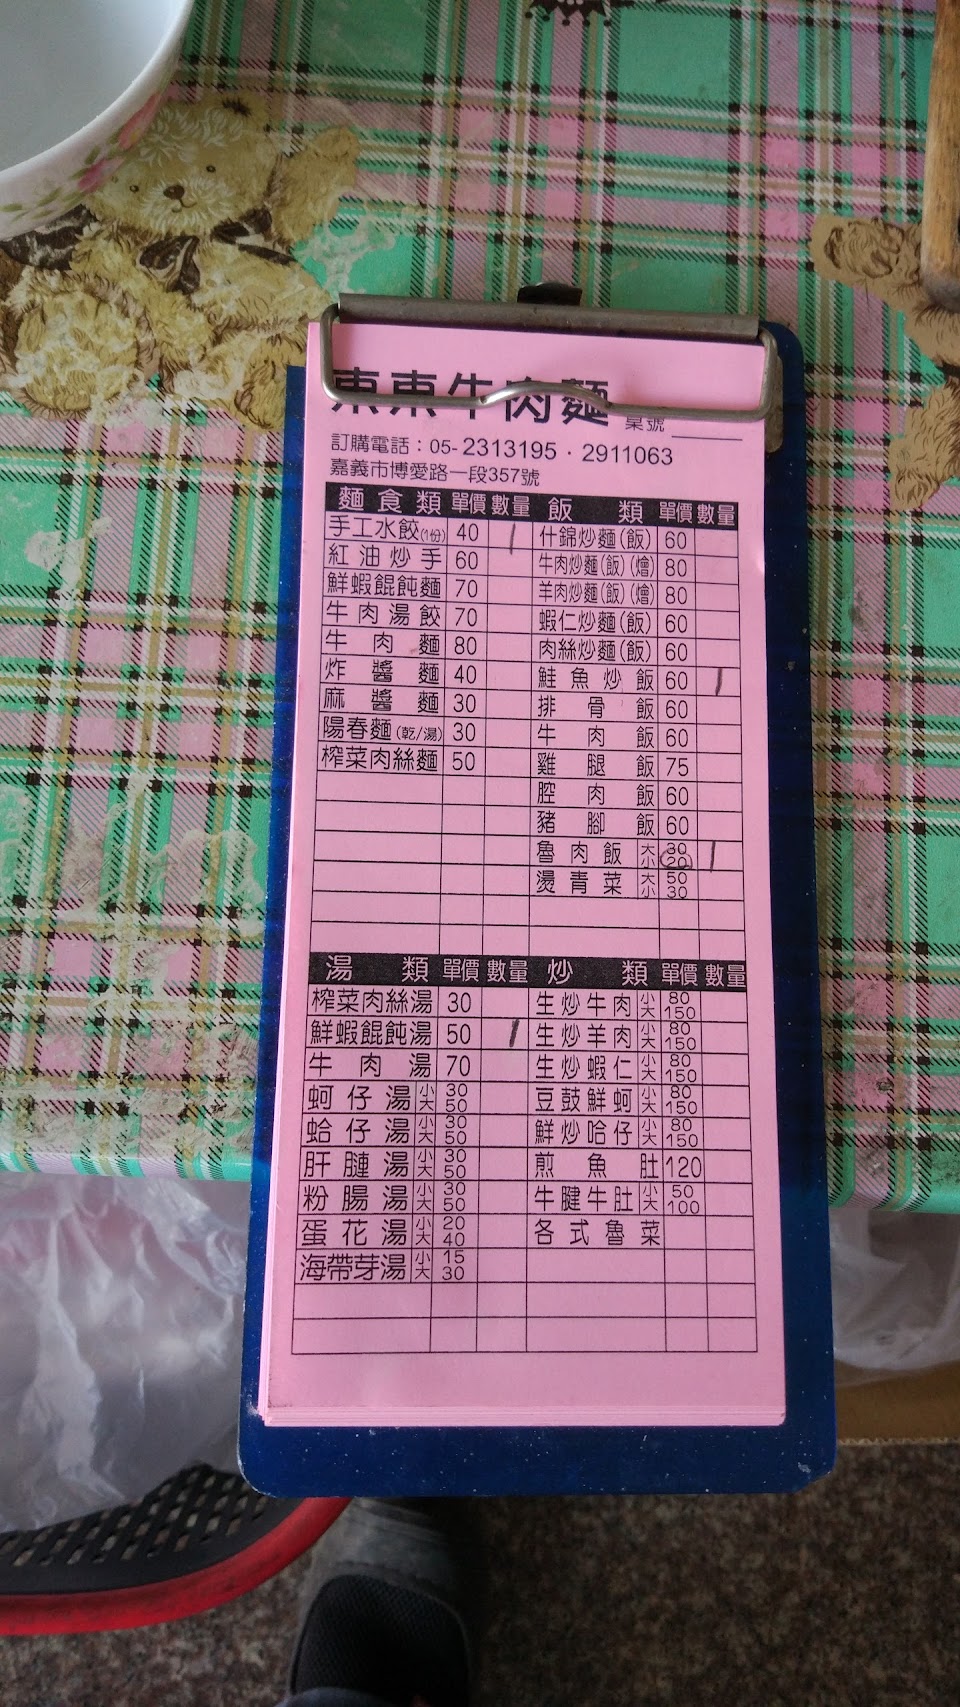 東東牛肉麵 桌號
訂購電話：05-2313195．2911063
嘉義市博愛路一段357號
麵食類 單價 數量 飯類 單價 數量
手工水餃(1份) 40 什錦炒麵(飯) 60
紅油炒手 60 牛肉炒麵(飯)(燴) 80
鮮蝦餛飩麵 70 羊肉炒麵(飯)(燴) 80
牛肉湯餃 70 蝦仁炒麵(飯) 60
牛肉麵 80 肉絲炒麵(飯) 60
炸醬麵 40 鮭魚炒飯 60
麻醬麵 30 排骨飯 60
陽春麵(乾/湯) 30 牛肉飯 60
榨菜肉絲麵 50 雞腿飯 75
腔肉飯 60
豬腳飯 60
魯肉飯 大 30 小 20
燙青菜 大 50 小 30
湯類 單價 數量 炒類 單價 數量
榨菜肉絲湯 30 生炒牛肉 小 80 大 150
鮮蝦餛飩湯 50 生炒羊肉 小 80 大 150
牛肉湯 70 生炒蝦仁 小 80 大 150
蚵仔湯 小 30 大 50 豆鼓鮮蚵 小 80 大 150
蛤仔湯 小 30 大 50 鮮炒哈仔 小 80 大 150
肝腱湯 小 30 大 50 煎魚肚 120
粉腸湯 小 30 大 50 牛腱牛肚 小 50 大 100
蛋花湯 小 20 大 40 各式魯菜
海帶芽湯 小 15 大 30